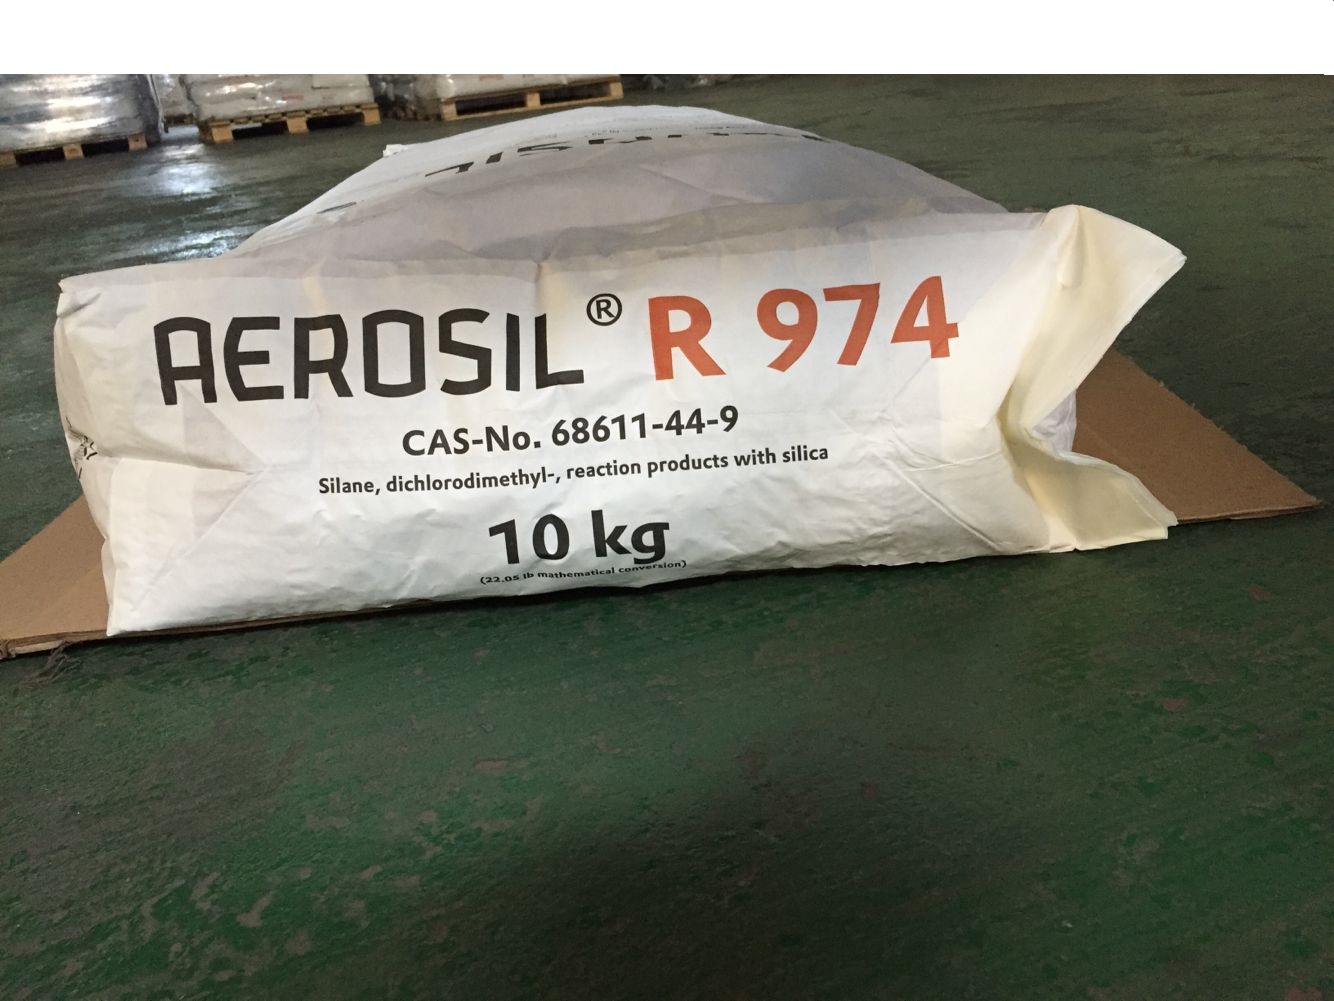 AEROSIL® R 974
CAS-No. 68611-44-9
Silane, dichlorodimethyl-, reaction products with silica
10 kg
(22.05 lb mathematical conversion)